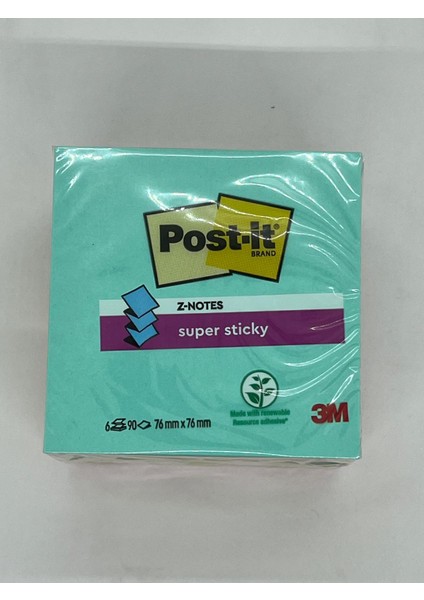 Post-it
BRAND
Z-NOTES
super sticky
Made with renewable
Resource adhesive*
3M
6 90 76 mm x 76 mm